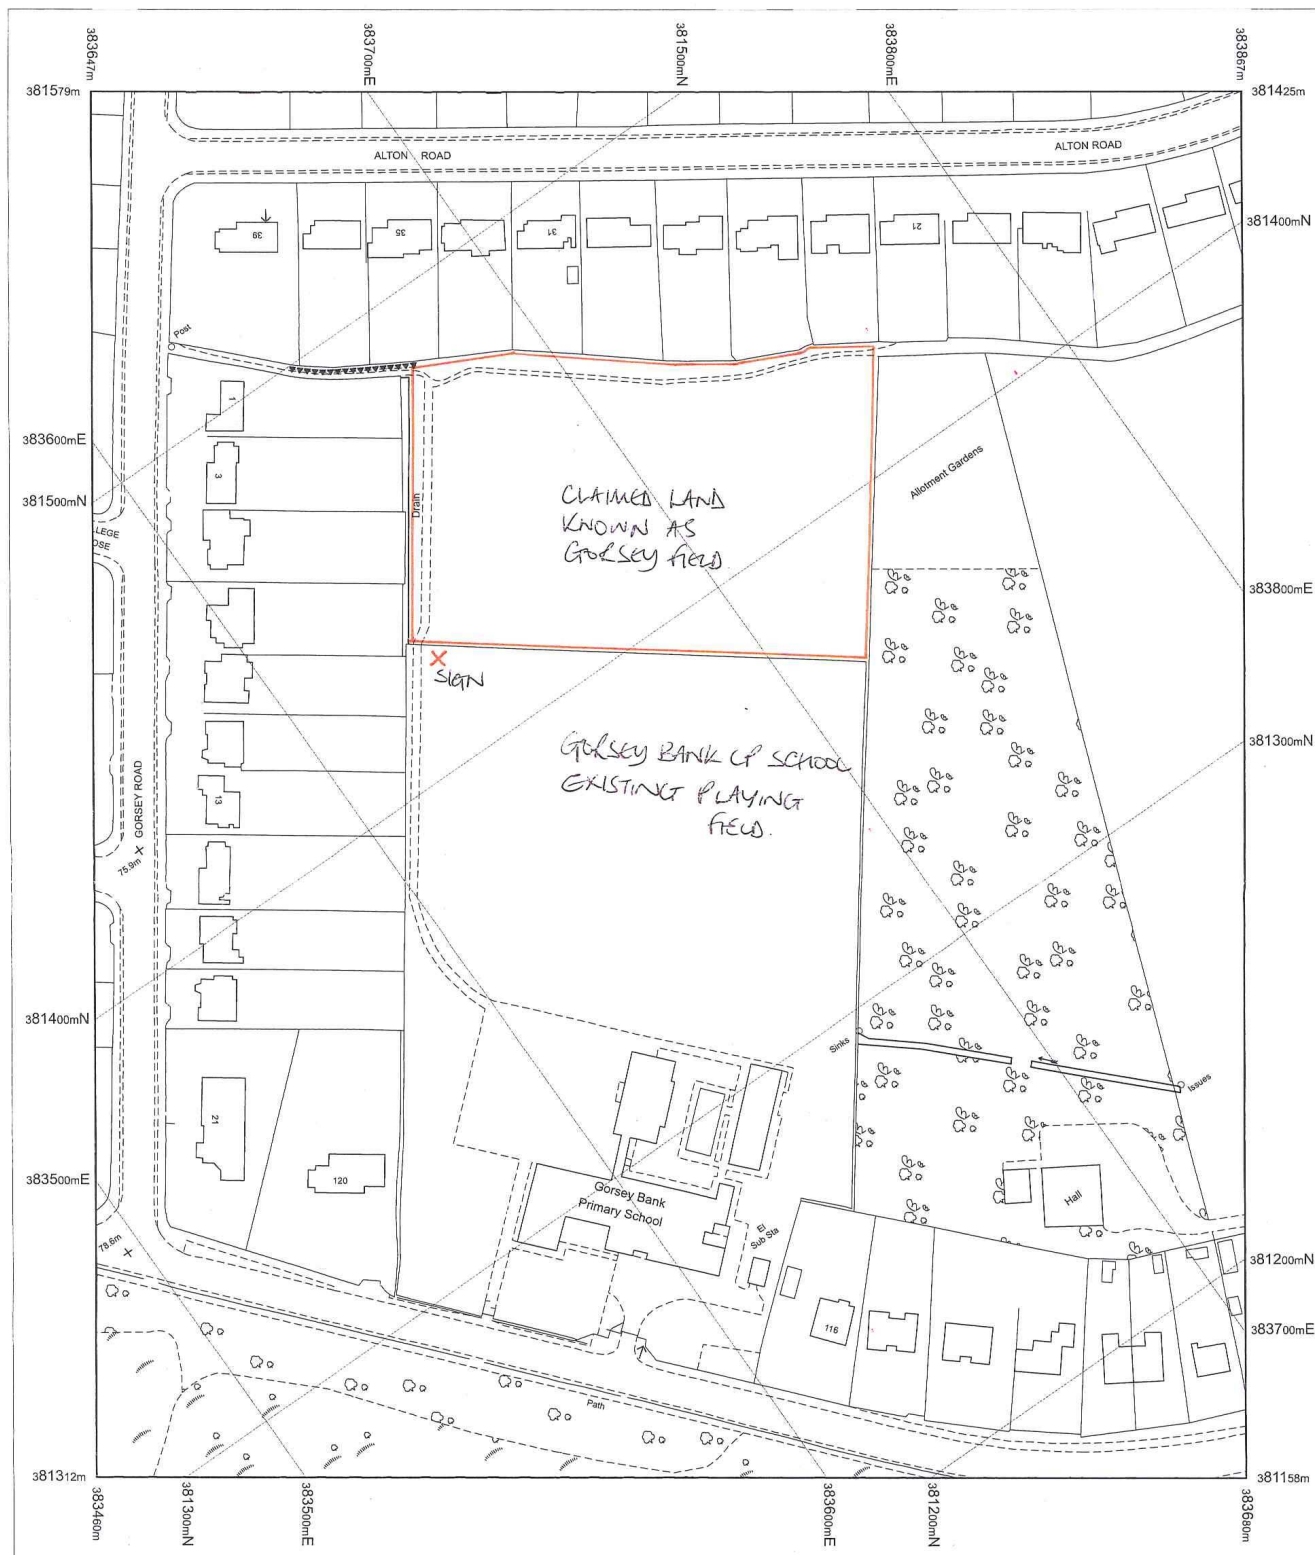 383647m
383700mE
381500mN
383800mE
383867m
381579m
381425m
ALTON ROAD
ALTON ROAD
39
35
31
21
381400mN
Post
1
3
383600mE
381500mN
Drain
CLAIMED LAND
KNOWN AS
GORSEY FIELD
Allotment Gardens
LEGE
OSE
383800mE
SIGN
GORSEY BANK CP SCHOOL
EXISTING PLAYING
FIELD.
381300mN
13
75.9m
GORSEY ROAD
381400mN
Sinks
Issues
21
120
383500mE
Gorsey Bank
Primary School
El
Sub Sta
Hall
78.6m
381200mN
116
383700mE
Path
381312m
381158m
383460m
381300mN
383500mE
383600mE
381200mN
383680m